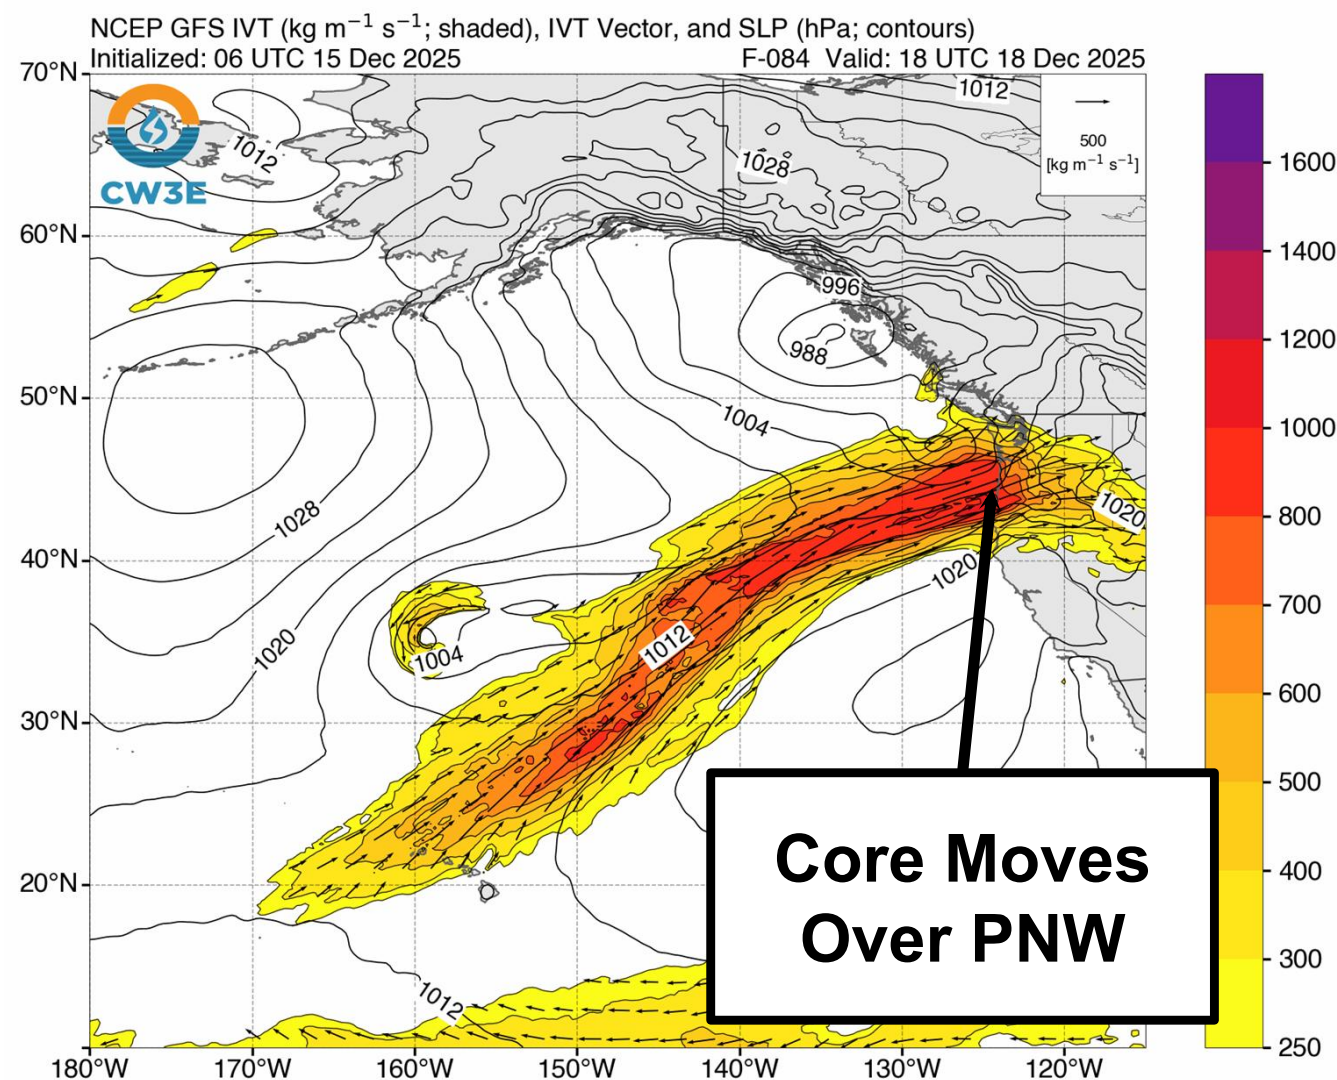 NCEP GFS IVT (kg m⁻¹ s⁻¹; shaded), IVT Vector, and SLP (hPa; contours)
Initialized: 06 UTC 15 Dec 2025 F-084 Valid: 18 UTC 18 Dec 2025
70°N
60°N
50°N
40°N
30°N
20°N
CW3E
1012
1012
1028
500
[kg m⁻¹ s⁻¹]
996
988
1004
1028
1020
1020
1020
1004
1012
1012
Core Moves
Over PNW
180°W 170°W 160°W 150°W 140°W 130°W 120°W
1600
1400
1200
1000
800
700
600
500
400
300
250